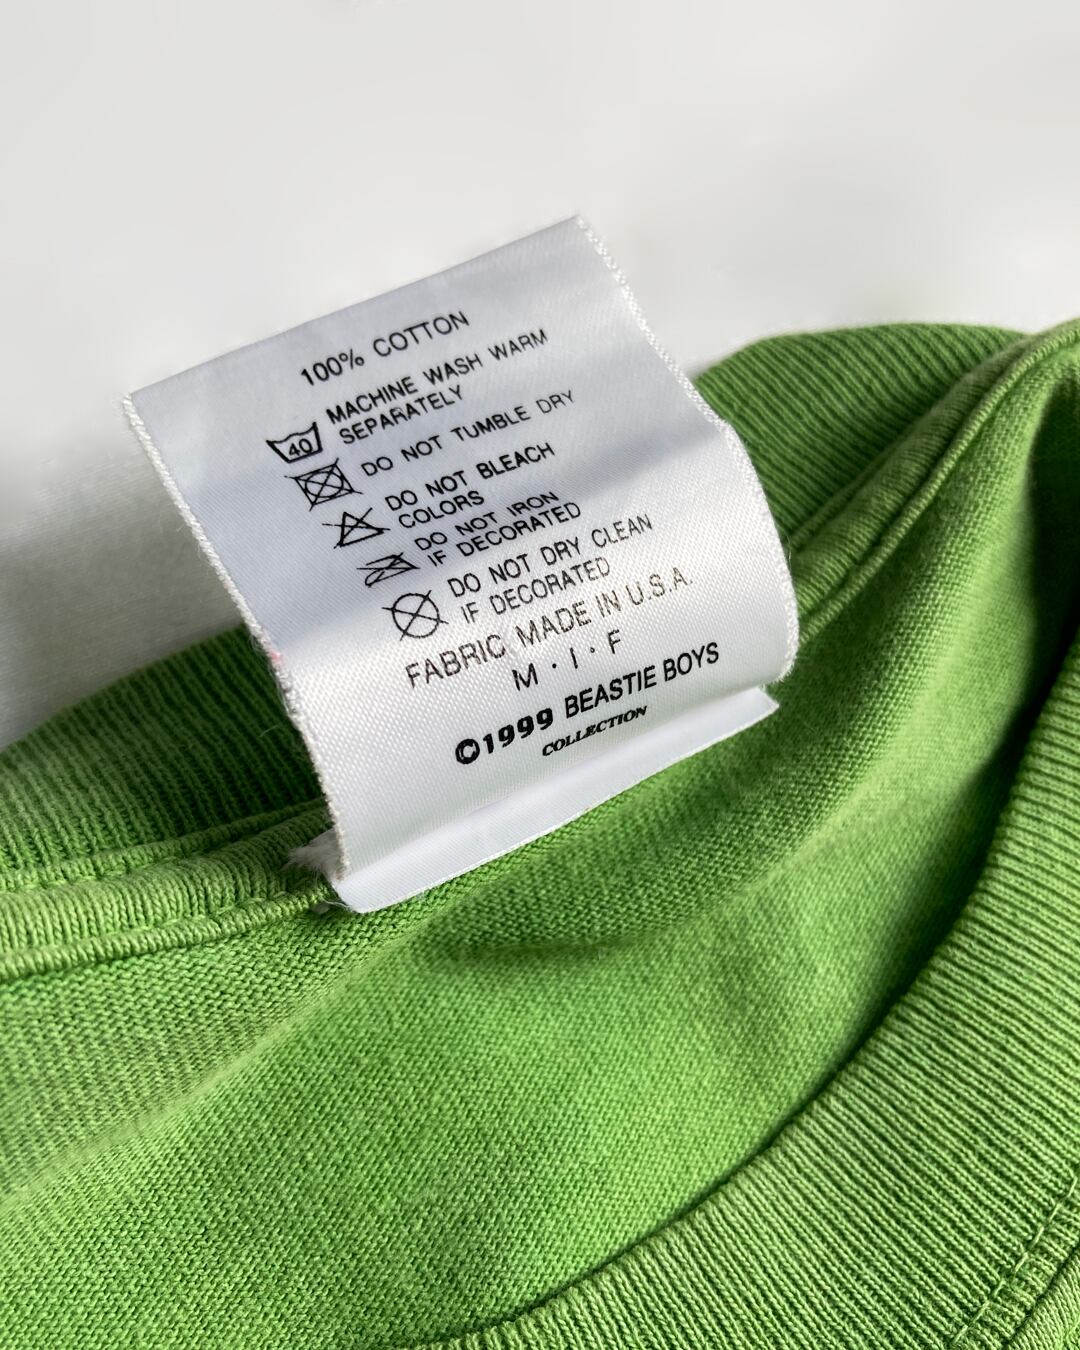 100% COTTON
MACHINE WASH WARM
SEPARATELY
40
DO NOT TUMBLE DRY
DO NOT BLEACH
COLORS
DO NOT IRON
IF DECORATED
DO NOT DRY CLEAN
IF DECORATED
FABRIC MADE IN U.S.A.
M · I · F
©1999 BEASTIE BOYS
COLLECTION